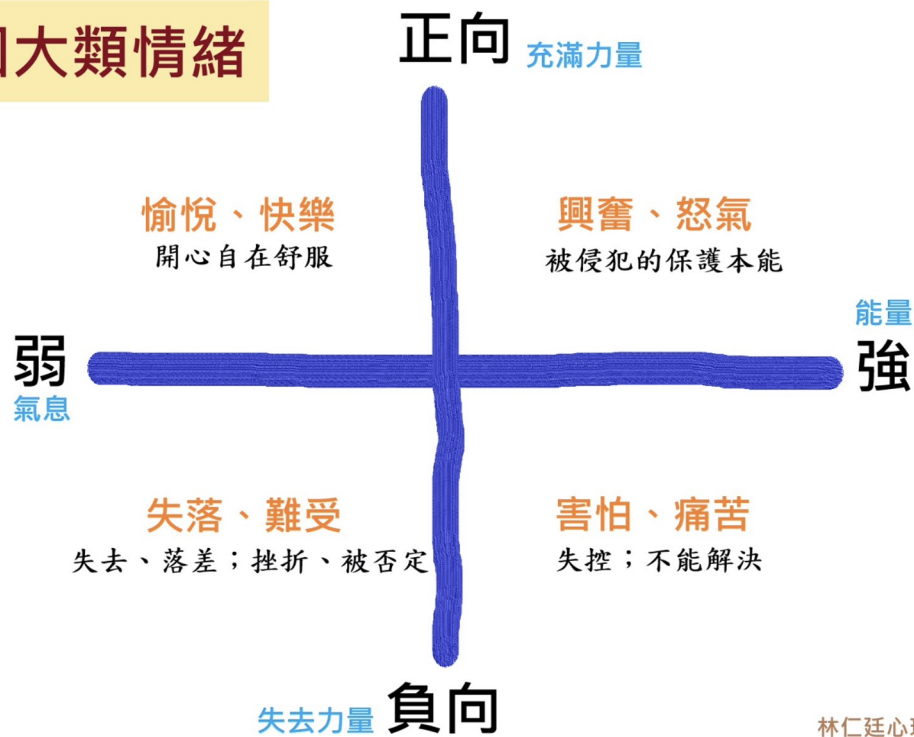 大類情緒
正向 充滿力量
愉悅、快樂
開心自在舒服
興奮、怒氣
被侵犯的保護本能
弱
氣息
能量
強
失落、難受
失去、落差；挫折、被否定
害怕、痛苦
失控；不能解決
失去力量 負向
林仁廷心